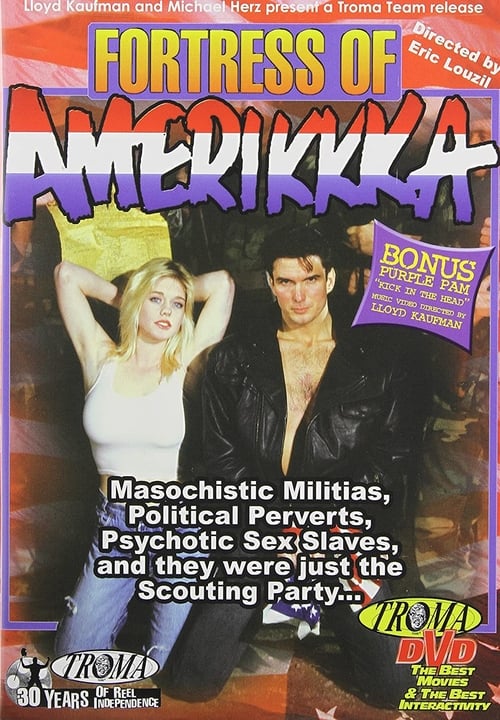 Lloyd Kaufman and Michael Herz present a Troma Team release
FORTRESS OF
AMERIKKKA
Directed by
Eric Louzil
BONUS
PURPLE PAM
"KICK IN THE HEAD"
MUSIC VIDEO DIRECTED BY
LLOYD KAUFMAN
Masochistic Militias,
Political Perverts,
Psychotic Sex Slaves,
and they were just the
Scouting Party...
TROMA
DVD
THE BEST
MOVIES
& THE BEST
INTERACTIVITY
TROMA
30 YEARS OF REEL
INDEPENDENCE